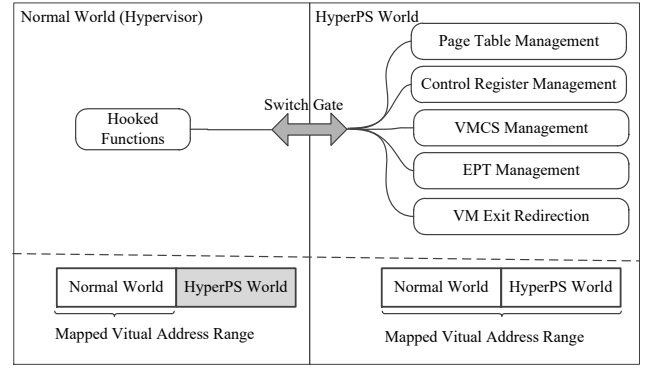 Normal World (Hypervisor)
HyperPS World
Page Table Management
Control Register Management
Switch Gate
Hooked
Functions
VMCS Management
EPT Management
VM Exit Redirection
Normal World
HyperPS World
Mapped Vitual Address Range
Normal World
HyperPS World
Mapped Vitual Address Range